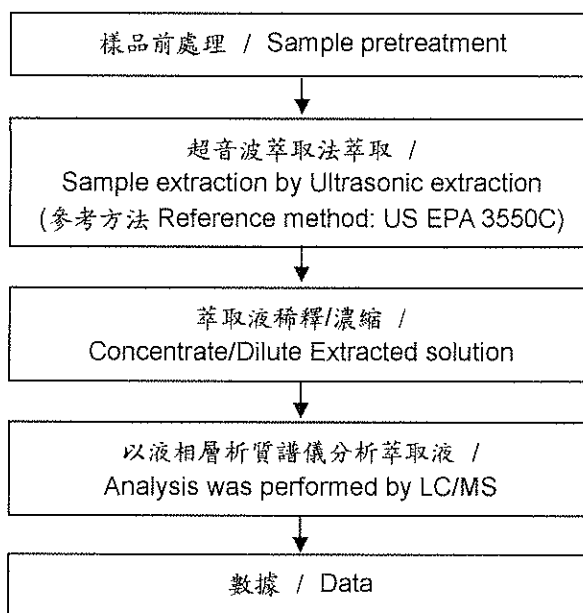 樣品前處理 / Sample pretreatment
超音波萃取法萃取 /
Sample extraction by Ultrasonic extraction
(參考方法 Reference method: US EPA 3550C)
萃取液稀釋/濃縮 /
Concentrate/Dilute Extracted solution
以液相層析質譜儀分析萃取液 /
Analysis was performed by LC/MS
數據 / Data